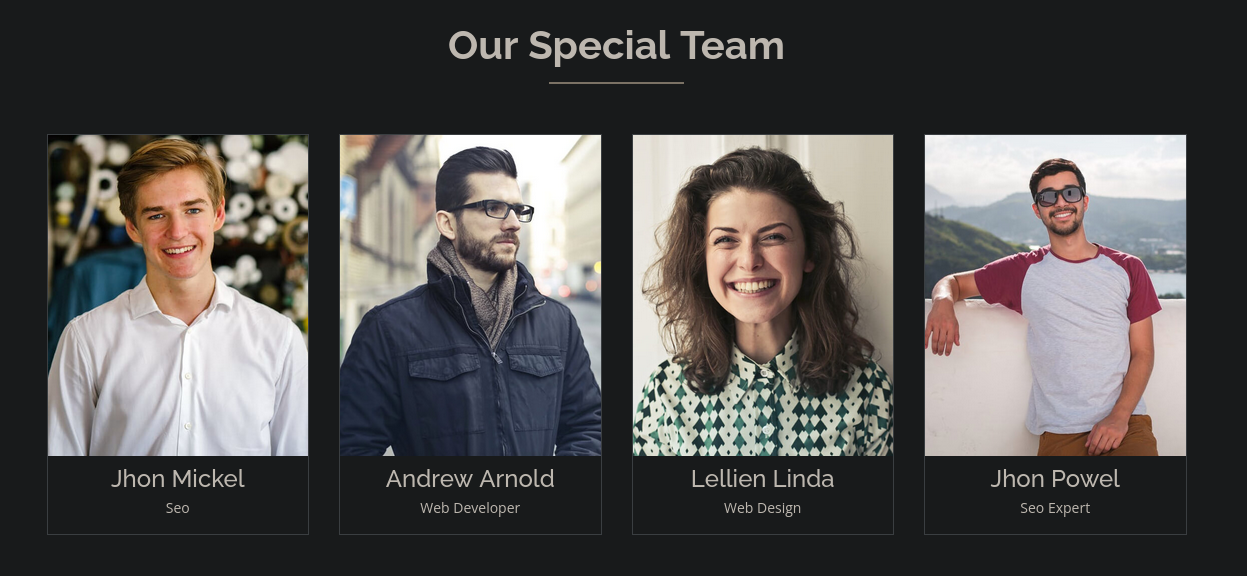 Our Special Team
Jhon Mickel
Seo
Andrew Arnold
Web Developer
Lellien Linda
Web Design
Jhon Powel
Seo Expert